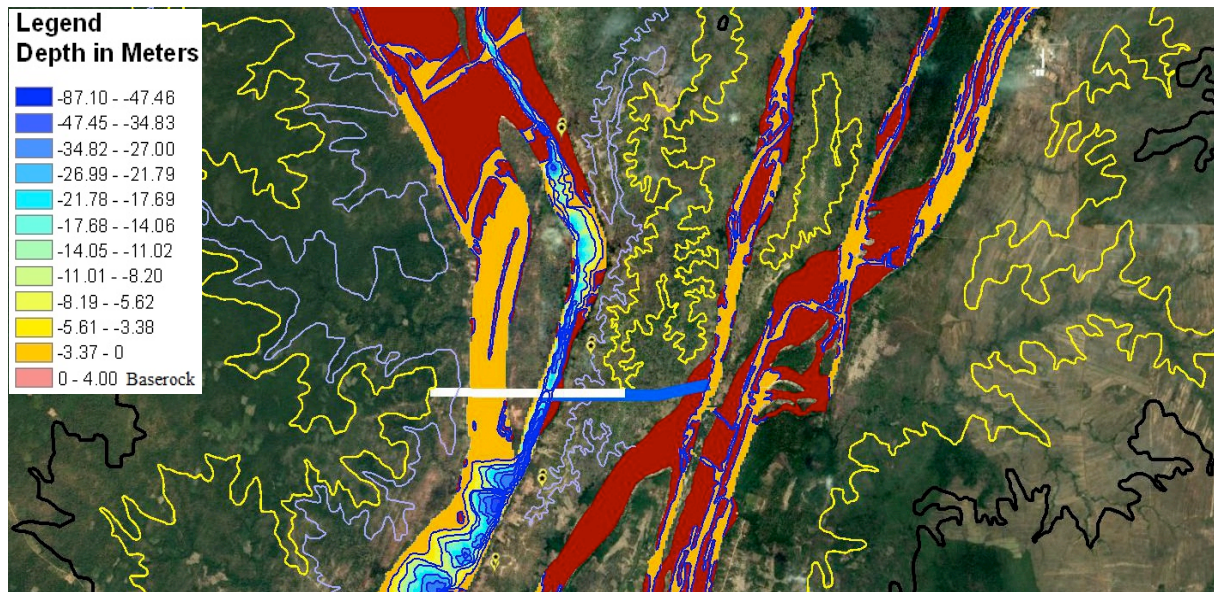 Legend
Depth in Meters
-87.10 - -47.46
-47.45 - -34.83
-34.82 - -27.00
-26.99 - -21.79
-21.78 - -17.69
-17.68 - -14.06
-14.05 - -11.02
-11.01 - -8.20
-8.19 - -5.62
-5.61 - -3.38
-3.37 - 0
0 - 4.00 Baserock